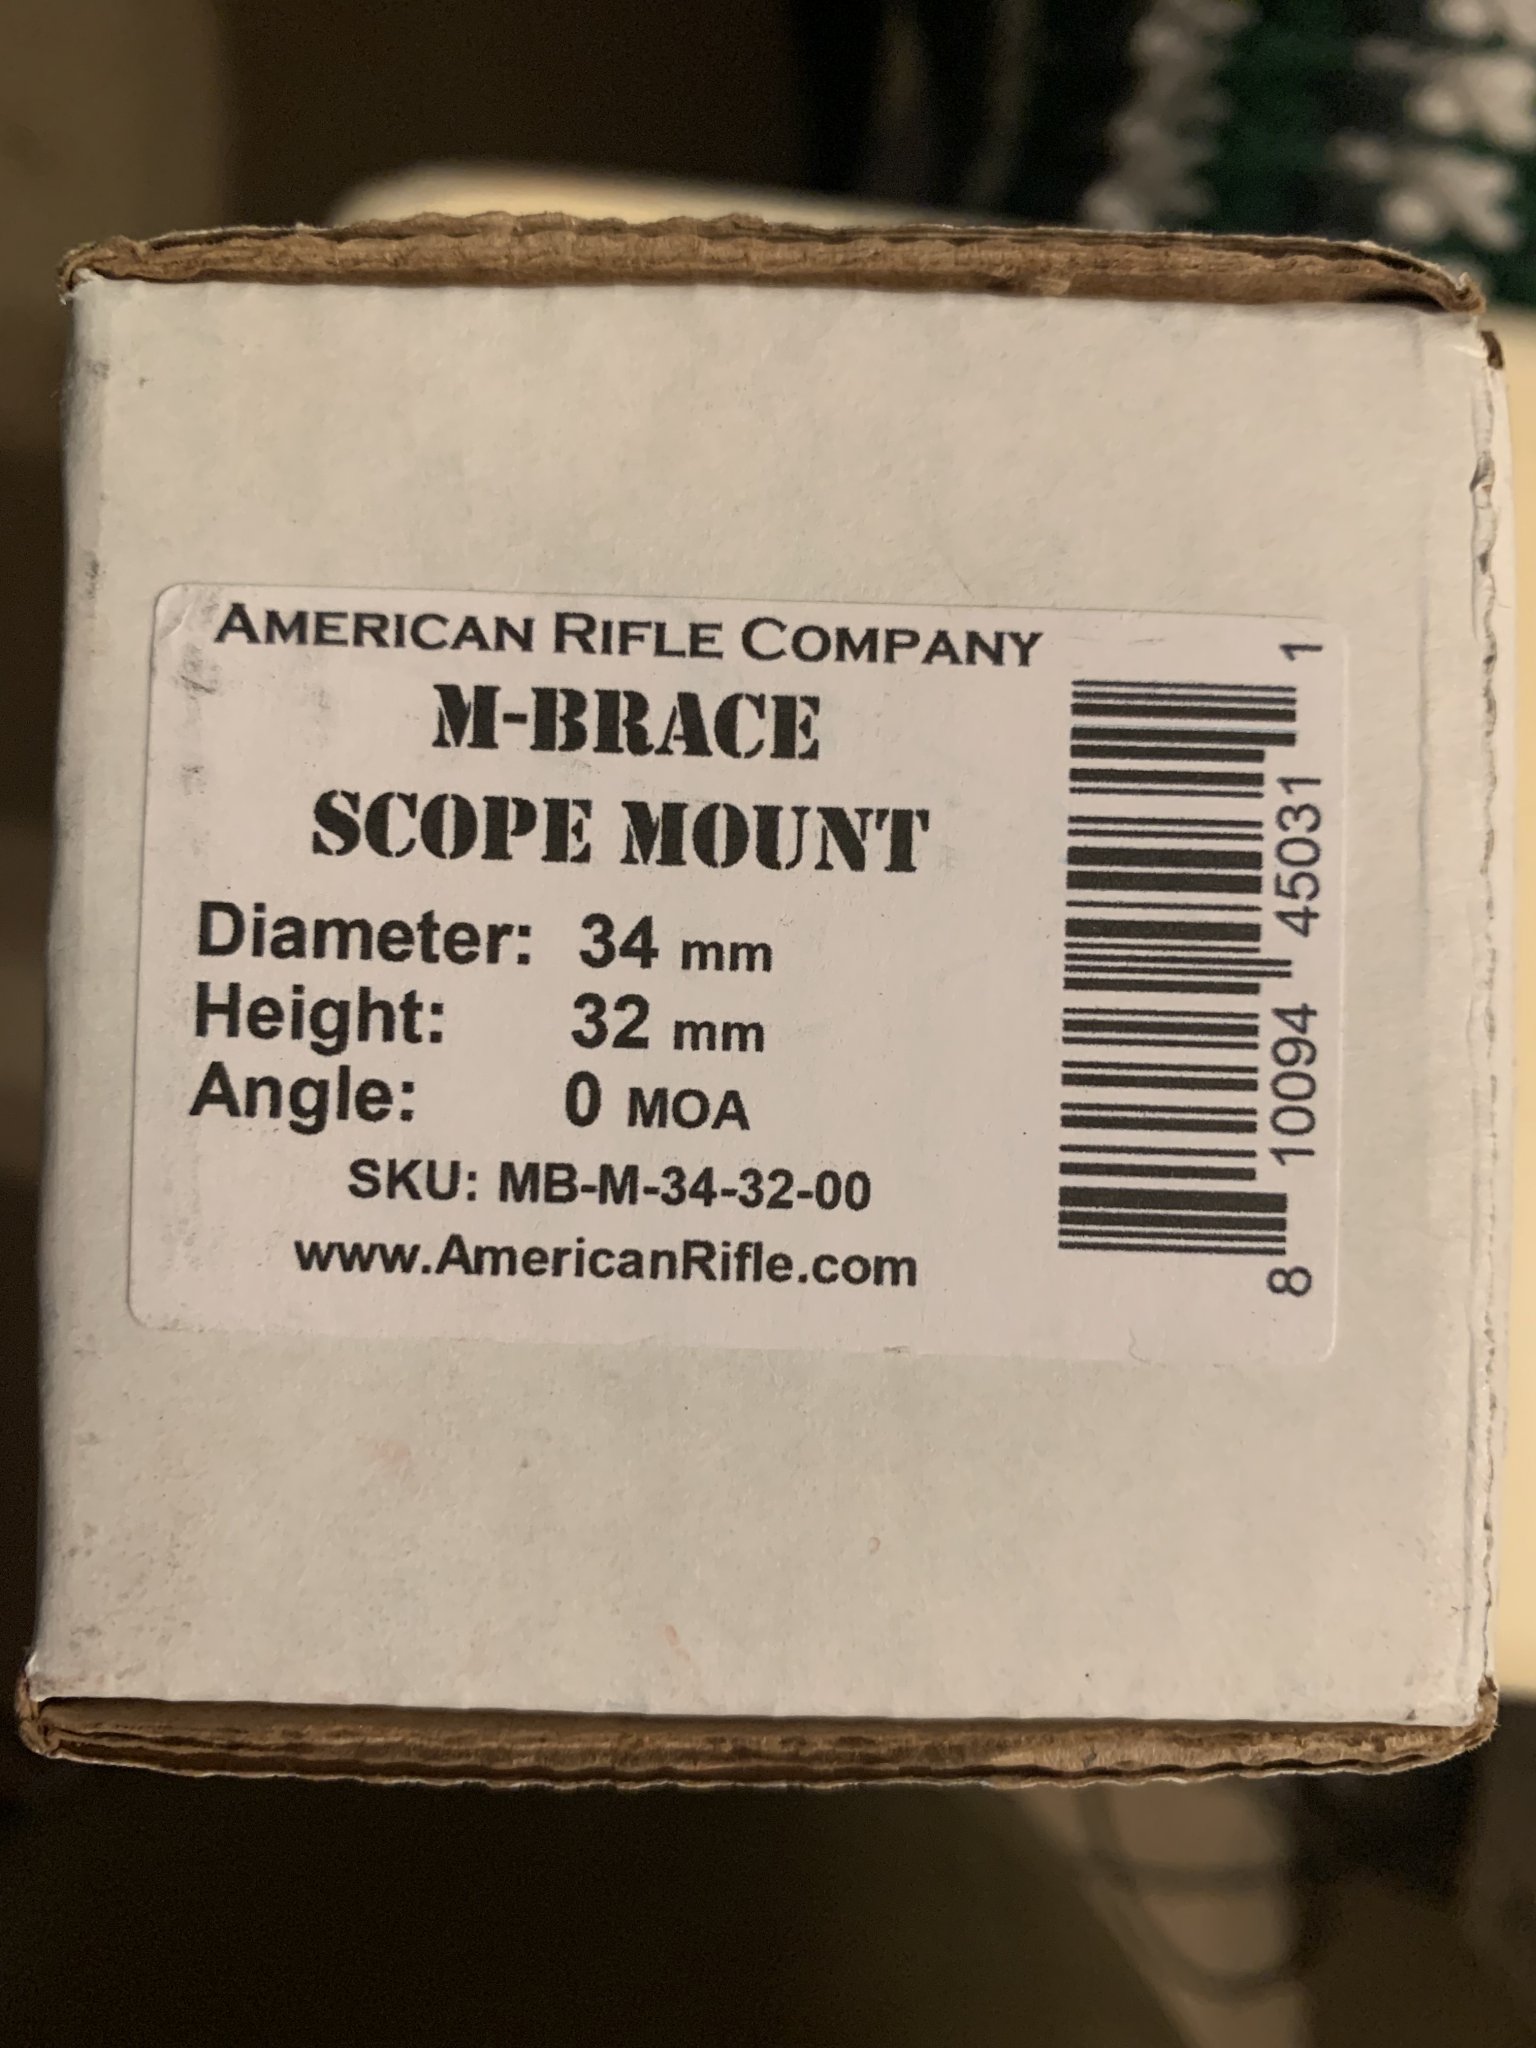 AMERICAN RIFLE COMPANY
M-BRACE
SCOPE MOUNT
Diameter: 34 mm
Height: 32 mm
Angle: 0 MOA
SKU: MB-M-34-32-00
www.AmericanRifle.com
8 10094 45031 1